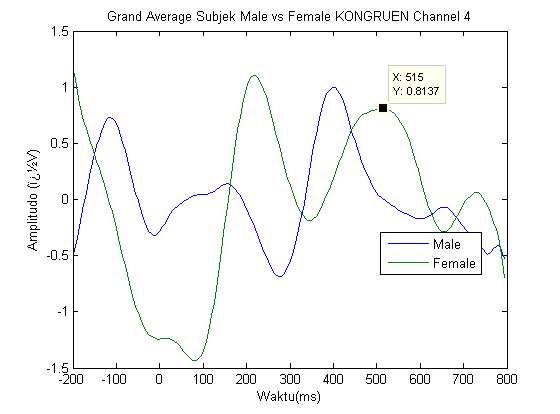 Grand Average Subjek Male vs Female KONGRUEN Channel 4
1.5
1
0.5
0
-0.5
-1
-1.5
Amplitudo (ï¿½V)
X: 515
Y: 0.8137
Male
Female
-200 -100 0 100 200 300 400 500 600 700 800
Waktu(ms)